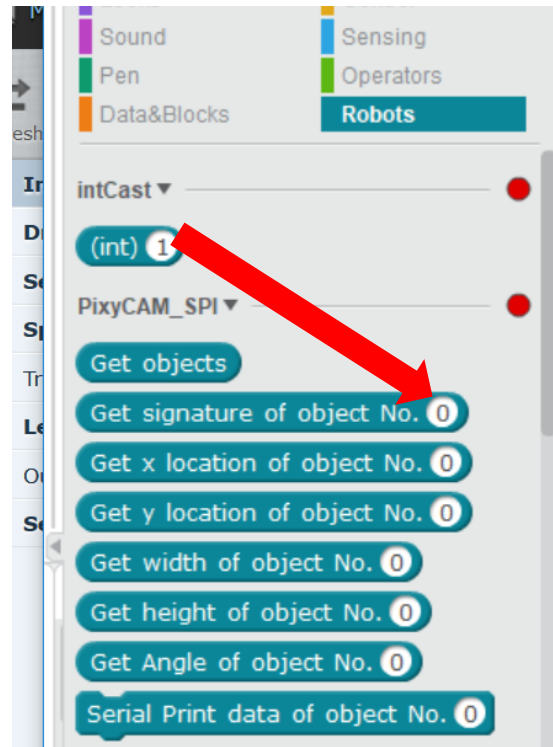 Sound Sensing
Pen Operators
Data&Blocks Robots
intCast
(int) 1
PixyCAM_SPI
Get objects
Get signature of object No. 0
Get x location of object No. 0
Get y location of object No. 0
Get width of object No. 0
Get height of object No. 0
Get Angle of object No. 0
Serial Print data of object No. 0